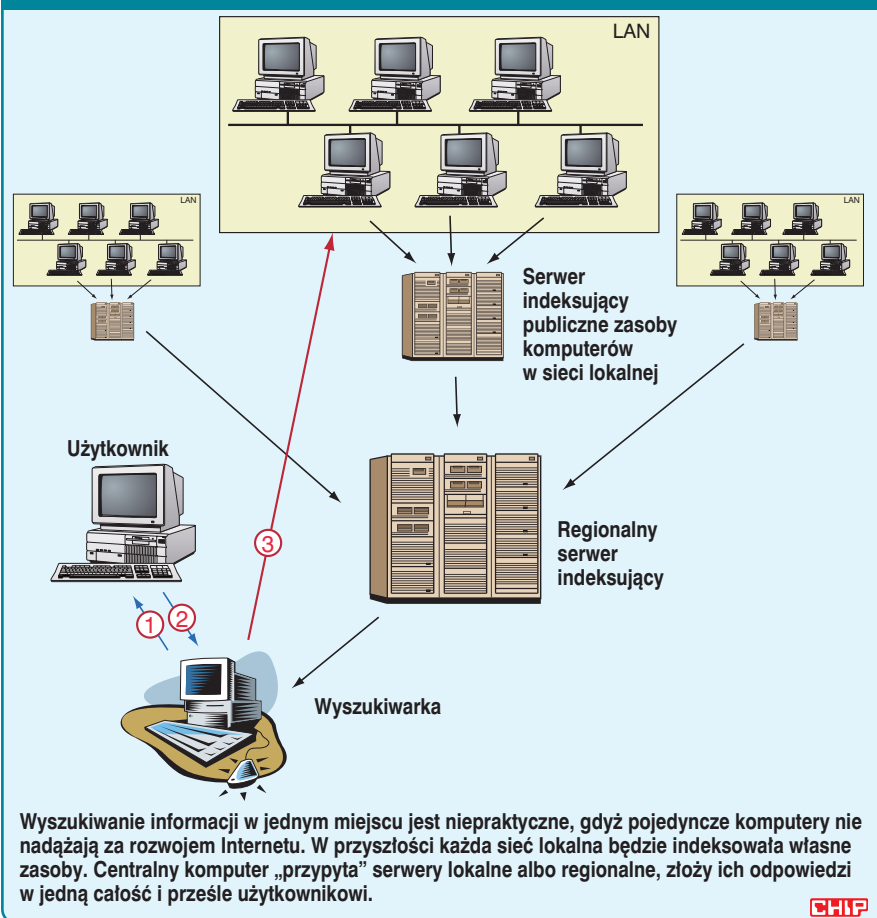 LAN
LAN
LAN
Serwer
indeksujący
publiczne zasoby
komputerów
w sieci lokalnej
Użytkownik
Regionalny
serwer
indeksujący
3
1
2
Wyszukiwarka
Wyszukiwanie informacji w jednym miejscu jest niepraktyczne, gdyż pojedyncze komputery nie
nadążają za rozwojem Internetu. W przyszłości każda sieć lokalna będzie indeksowała własne
zasoby. Centralny komputer „przypyta” serwery lokalne albo regionalne, złoży ich odpowiedzi
w jedną całość i prześle użytkownikowi.
CHIP